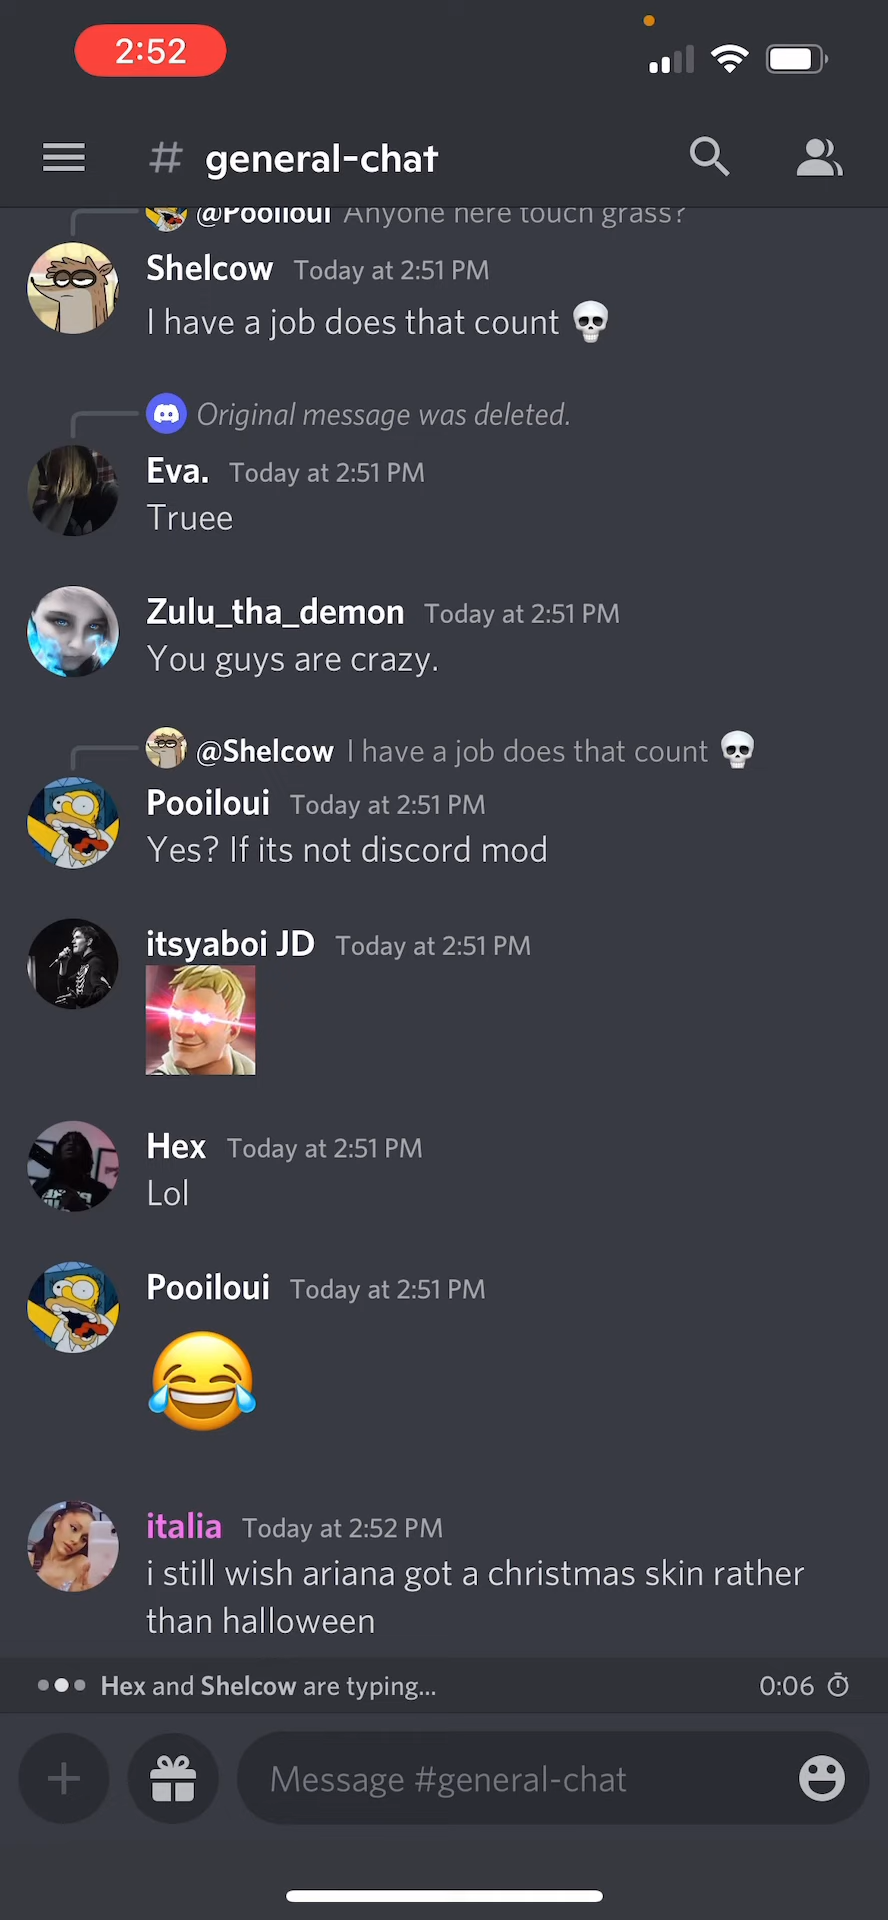 2:52
# general-chat
@Pooiloui Anyone here touch grass?
Shelcow Today at 2:51 PM
I have a job does that count 💀
Original message was deleted.
Eva. Today at 2:51 PM
Truee
Zulu_tha_demon Today at 2:51 PM
You guys are crazy.
@Shelcow I have a job does that count 💀
Pooiloui Today at 2:51 PM
Yes? If its not discord mod
itsyaboi JD Today at 2:51 PM
Hex Today at 2:51 PM
Lol
Pooiloui Today at 2:51 PM
😂
italia Today at 2:52 PM
i still wish ariana got a christmas skin rather
than halloween
Hex and Shelcow are typing... 0:06
Message #general-chat